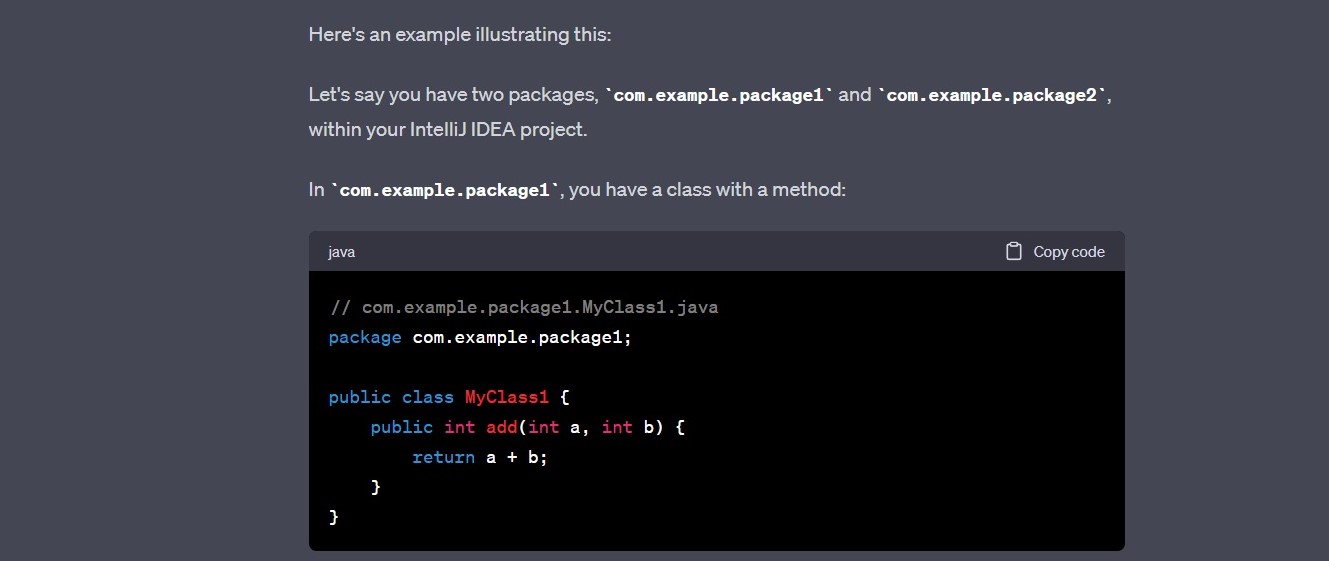 Here's an example illustrating this:
Let's say you have two packages, `com.example.package1` and `com.example.package2`,
within your IntelliJ IDEA project.
In `com.example.package1`, you have a class with a method:
java Copy code
// com.example.package1.MyClass1.java
package com.example.package1;
public class MyClass1 {
    public int add(int a, int b) {
        return a + b;
    }
}